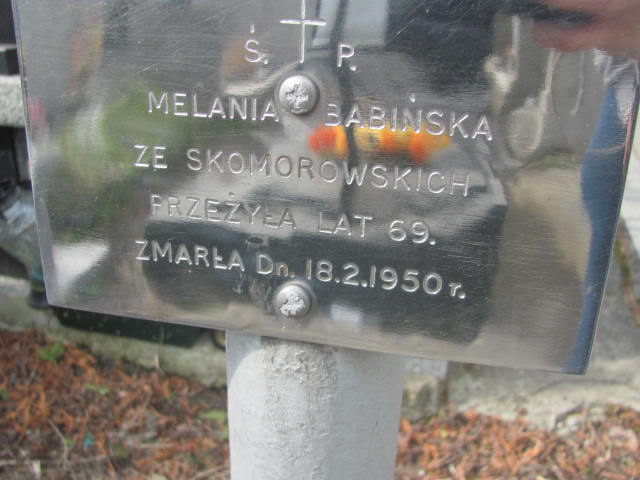 Ś. P.
MELANIA BABIŃSKA
ZE SKOMOROWSKICH
PRZEŻYŁA LAT 69.
ZMARŁA Dn. 18.2.1950 r.